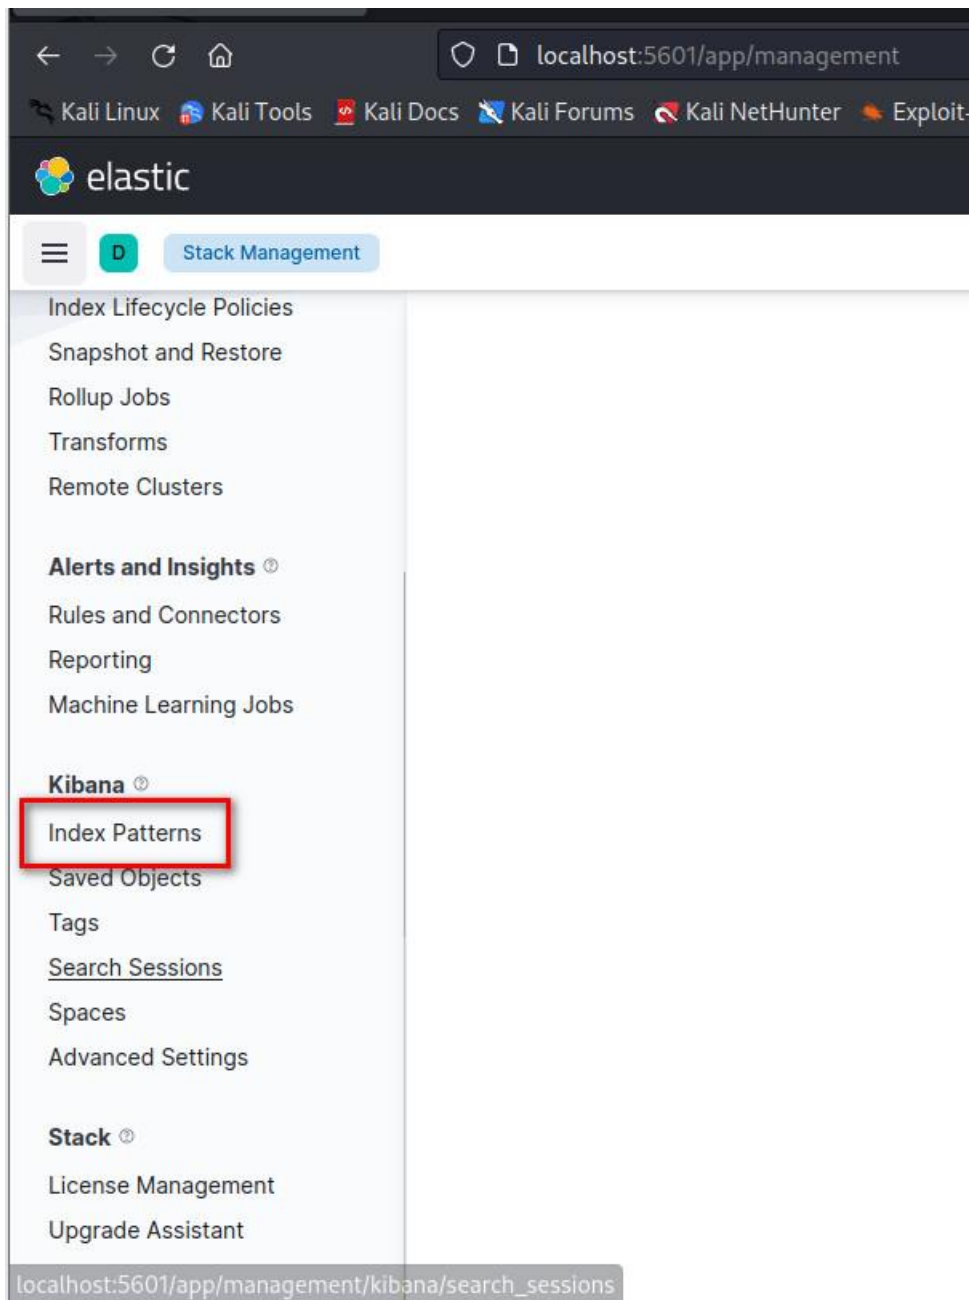 localhost:5601/app/management
Kali Linux Kali Tools Kali Docs Kali Forums Kali NetHunter Exploit-
elastic
D Stack Management
Index Lifecycle Policies
Snapshot and Restore
Rollup Jobs
Transforms
Remote Clusters
Alerts and Insights
Rules and Connectors
Reporting
Machine Learning Jobs
Kibana
Index Patterns
Saved Objects
Tags
Search Sessions
Spaces
Advanced Settings
Stack
License Management
Upgrade Assistant
localhost:5601/app/management/kibana/search_sessions